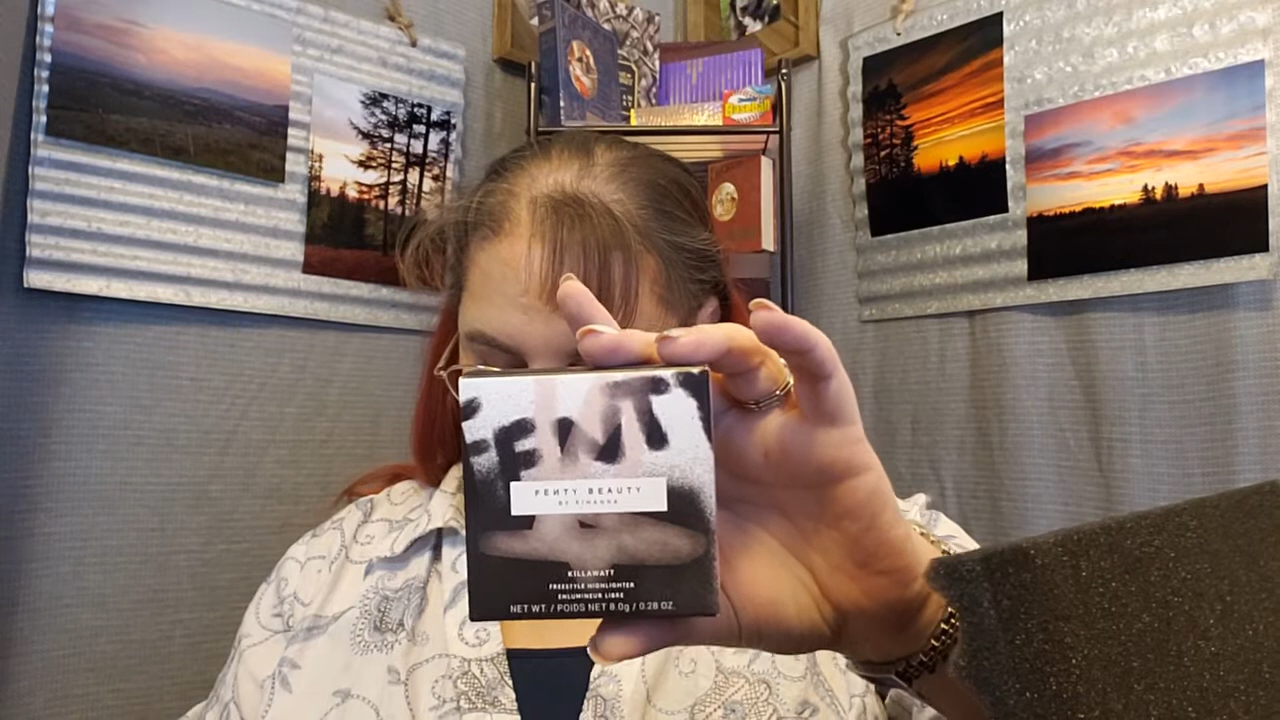 Baseball
FENTY
FENTY BEAUTY
BY RIHANNA
KILLAWATT
FREESTYLE HIGHLIGHTER
ENLUMINEUR LIBRE
NET WT. / POIDS NET 8.0g / 0.28 OZ.